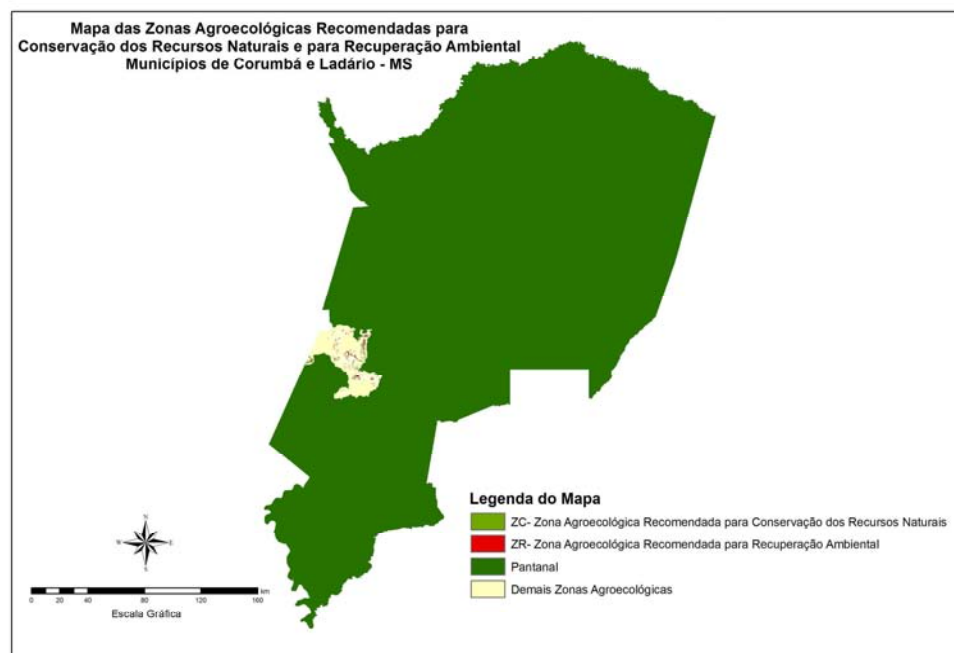 Mapa das Zonas Agroecológicas Recomendadas para
Conservação dos Recursos Naturais e para Recuperação Ambiental
Municípios de Corumbá e Ladário - MS
Legenda do Mapa
ZC- Zona Agroecológica Recomendada para Conservação dos Recursos Naturais
ZR- Zona Agroecológica Recomendada para Recuperação Ambiental
Pantanal
Demais Zonas Agroecológicas
N
W E
S
km
0 10 20 40 80 120 160
Escala Gráfica